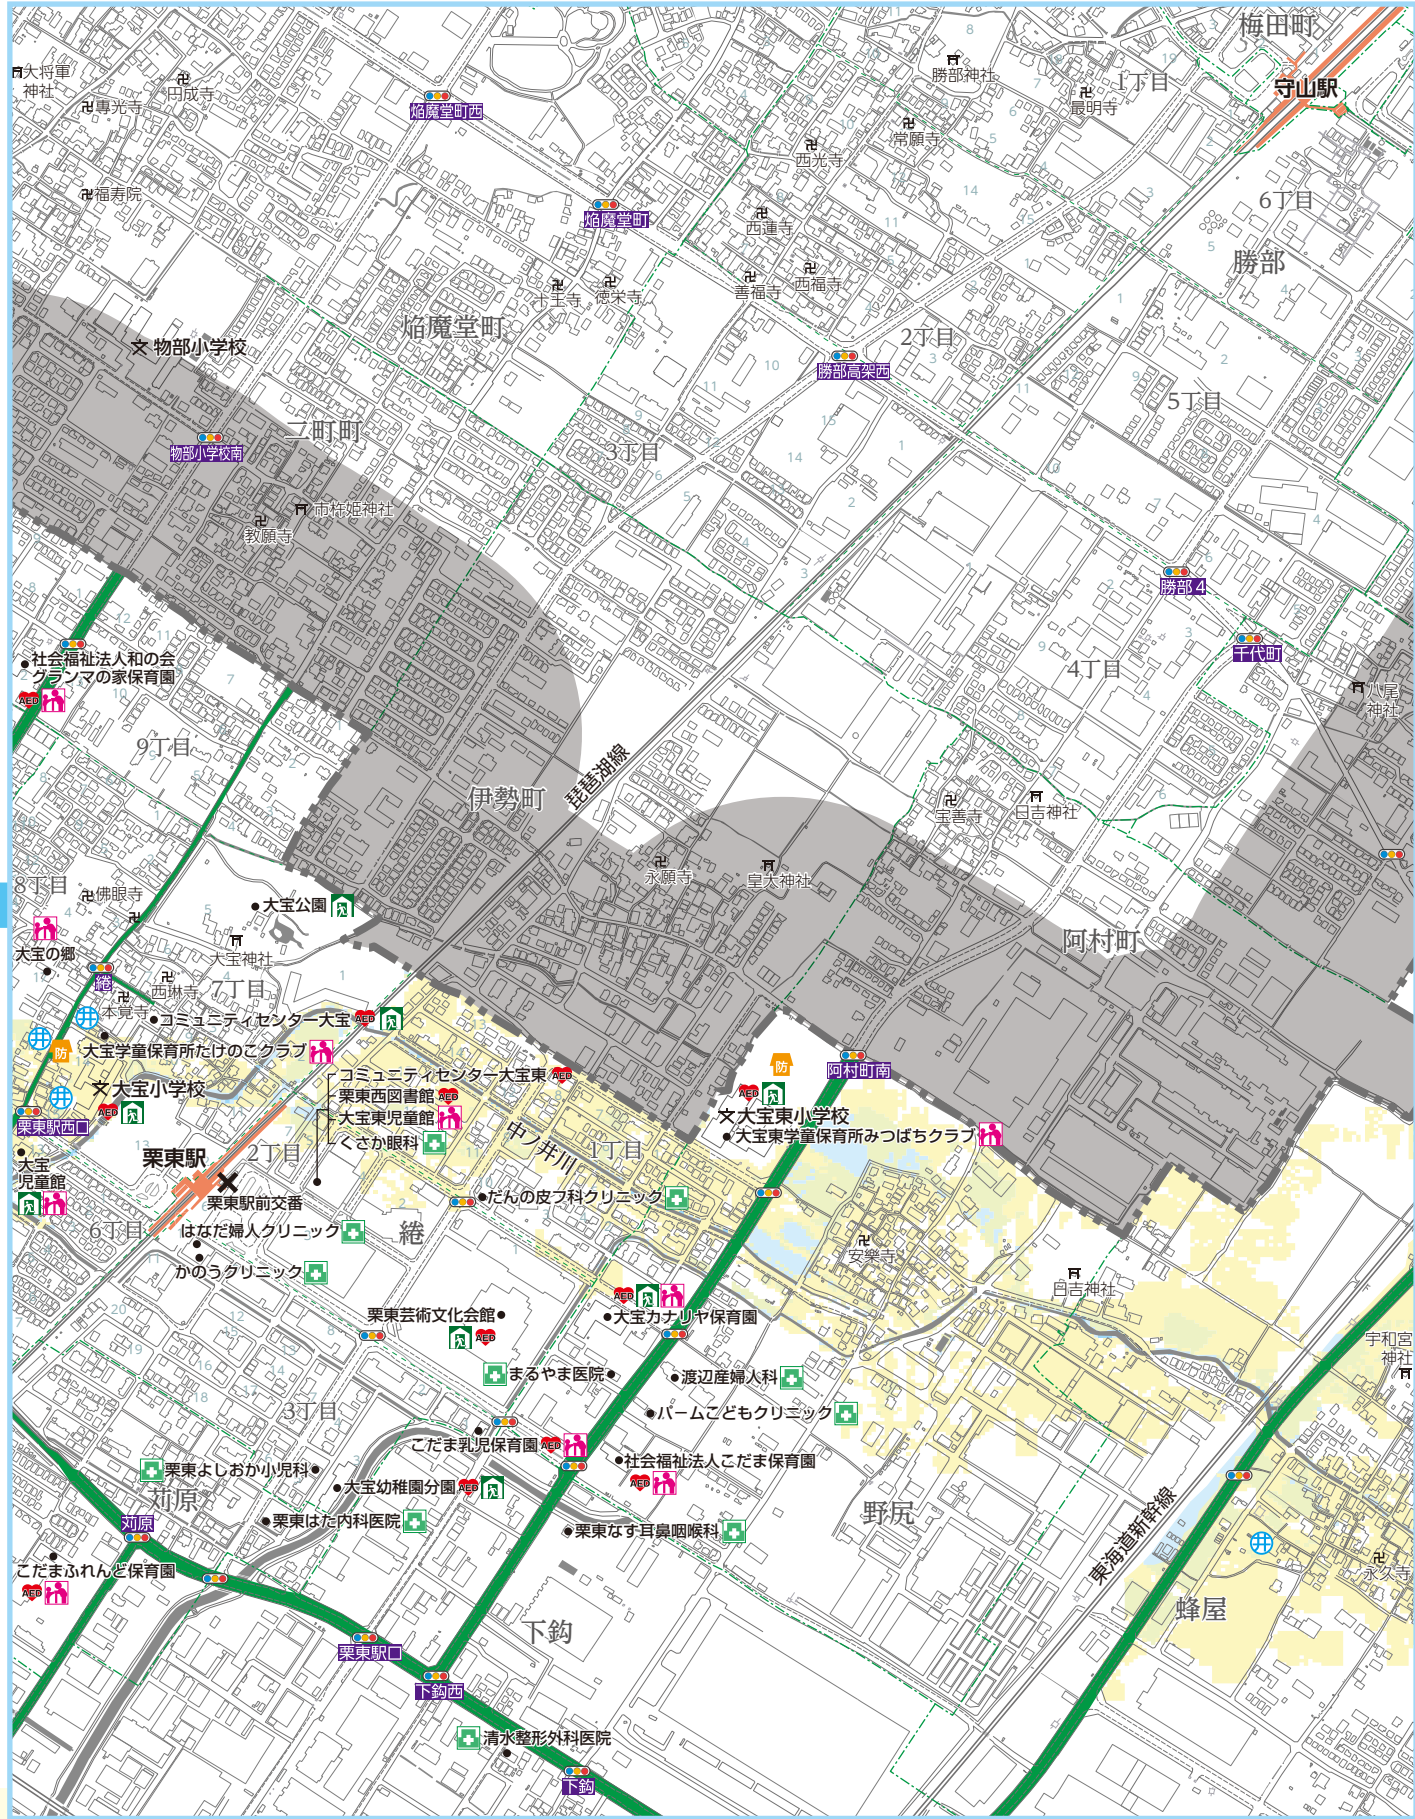 梅田町
守山駅
1丁目
勝部神社
最明寺
常願寺
西光寺
大将軍
神社
円成寺
專光寺
焔魔堂町西
福寿院
焔魔堂町
西蓮寺
6丁目
勝部
善福寺
西福寺
十王寺
徳栄寺
焔魔堂町
2丁目
勝部高架西
物部小学校
5丁目
二町町
3丁目
物部小学校南
市杵姫神社
教願寺
勝部4
千代町
4丁目
八尾
神社
社会福祉法人和の会
グランマの家保育園
AED
9丁目
琵琶湖線
伊勢町
宝善寺
日吉神社
永願寺
皇大神社
8丁目
佛眼寺
大宝公園
阿村町
大宝神社
大宝の郷
綣
西琳寺
7丁目
本覚寺
コミュニティセンター大宝
AED
大宝学童保育所たけのこクラブ
防
防
コミュニティセンター大宝東
AED
栗東西図書館
AED
大宝東児童館
くさか眼科
阿村町南
AED
大宝小学校
AED
大宝東小学校
大宝東学童保育所みつばちクラブ
栗東駅西口
中ノ井川
1丁目
2丁目
栗東駅
大宝
児童館
栗東駅前交番
だんの皮フ科クリニック
6丁目
はなだ婦人クリニック
綣
安樂寺
かのうクリニック
日吉神社
AED
大宝カナリヤ保育園
栗東芸術文化会館
AED
宇和宮
神社
まるやま医院
渡辺産婦人科
パームこどもクリニック
3丁目
こだま乳児保育園
AED
社会福祉法人こだま保育園
AED
栗東よしおか小児科
大宝幼稚園分園
AED
苅原
野尻
栗東はた内科医院
栗東なす耳鼻咽喉科
苅原
東海道新幹線
こだまふれんど保育園
AED
永久寺
蜂屋
下鈎
栗東駅口
下鈎西
清水整形外科医院
下鈎